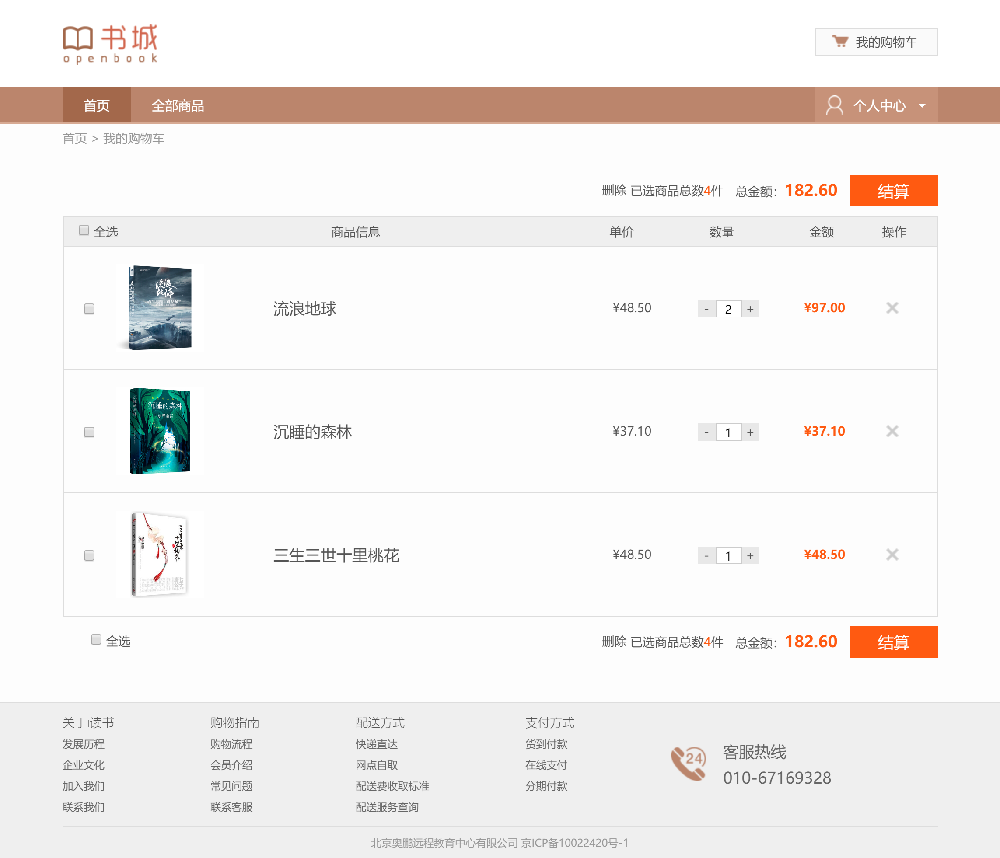 书城
openbook
我的购物车
首页 全部商品 个人中心
首页 > 我的购物车
删除 已选商品总数4件 总金额：182.60 结算
全选 商品信息 单价 数量 金额 操作
流浪地球
刘慈欣
流浪地球 ¥48.50 - 2 + ¥97.00
沉睡的森林
东野圭吾
沉睡的森林
沉睡的森林 ¥37.10 - 1 + ¥37.10
三生三世
十里桃花
三生三世十里桃花 ¥48.50 - 1 + ¥48.50
全选 删除 已选商品总数4件 总金额：182.60 结算
关于i读书 购物指南 配送方式 支付方式
发展历程 购物流程 快递直达 货到付款
企业文化 会员介绍 网点自取 在线支付
加入我们 常见问题 配送费收取标准 分期付款
联系我们 联系客服 配送服务查询
24 客服热线
010-67169328
北京奥鹏远程教育中心有限公司 京ICP备10022420号-1